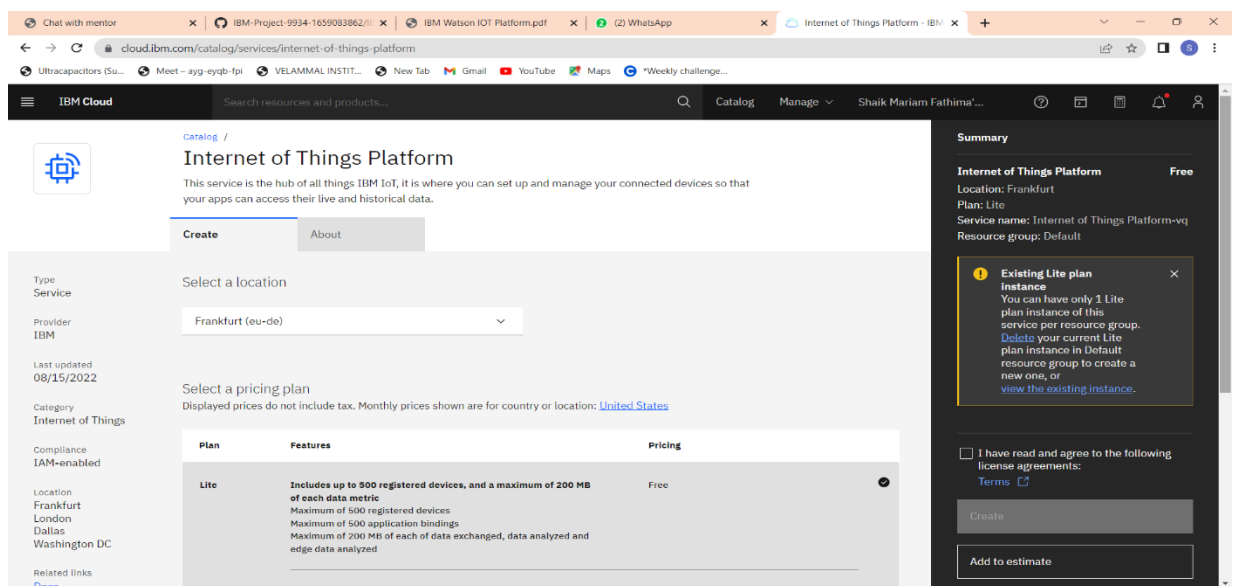 Chat with mentor
IBM-Project-9934-1659083862/IB
IBM Watson IOT Platform.pdf
(2) WhatsApp
Internet of Things Platform - IBM
cloud.ibm.com/catalog/services/internet-of-things-platform
S
Ultracapacitors (Su...
Meet – ayg-eyqb-fpi
VELAMMAL INSTIT...
New Tab
Gmail
YouTube
Maps
*Weekly challenge...
IBM Cloud
Search resources and products...
Catalog
Manage
Shaik Mariam Fathima'...
Catalog /
Internet of Things Platform
This service is the hub of all things IBM IoT, it is where you can set up and manage your connected devices so that
your apps can access their live and historical data.
Create
About
Type
Service
Provider
IBM
Last updated
08/15/2022
Category
Internet of Things
Compliance
IAM-enabled
Location
Frankfurt
London
Dallas
Washington DC
Related links
Docs
Select a location
Frankfurt (eu-de)
Select a pricing plan
Displayed prices do not include tax. Monthly prices shown are for country or location: United States
Plan
Features
Pricing
Lite
Includes up to 500 registered devices, and a maximum of 200 MB
of each data metric
Maximum of 500 registered devices
Maximum of 500 application bindings
Maximum of 200 MB of each of data exchanged, data analyzed and
edge data analyzed
Free
Summary
Internet of Things Platform Free
Location: Frankfurt
Plan: Lite
Service name: Internet of Things Platform-vq
Resource group: Default
Existing Lite plan
instance
You can have only 1 Lite
plan instance of this
service per resource group.
Delete your current Lite
plan instance in Default
resource group to create a
new one, or
view the existing instance.
I have read and agree to the following
license agreements:
Terms
Create
Add to estimate